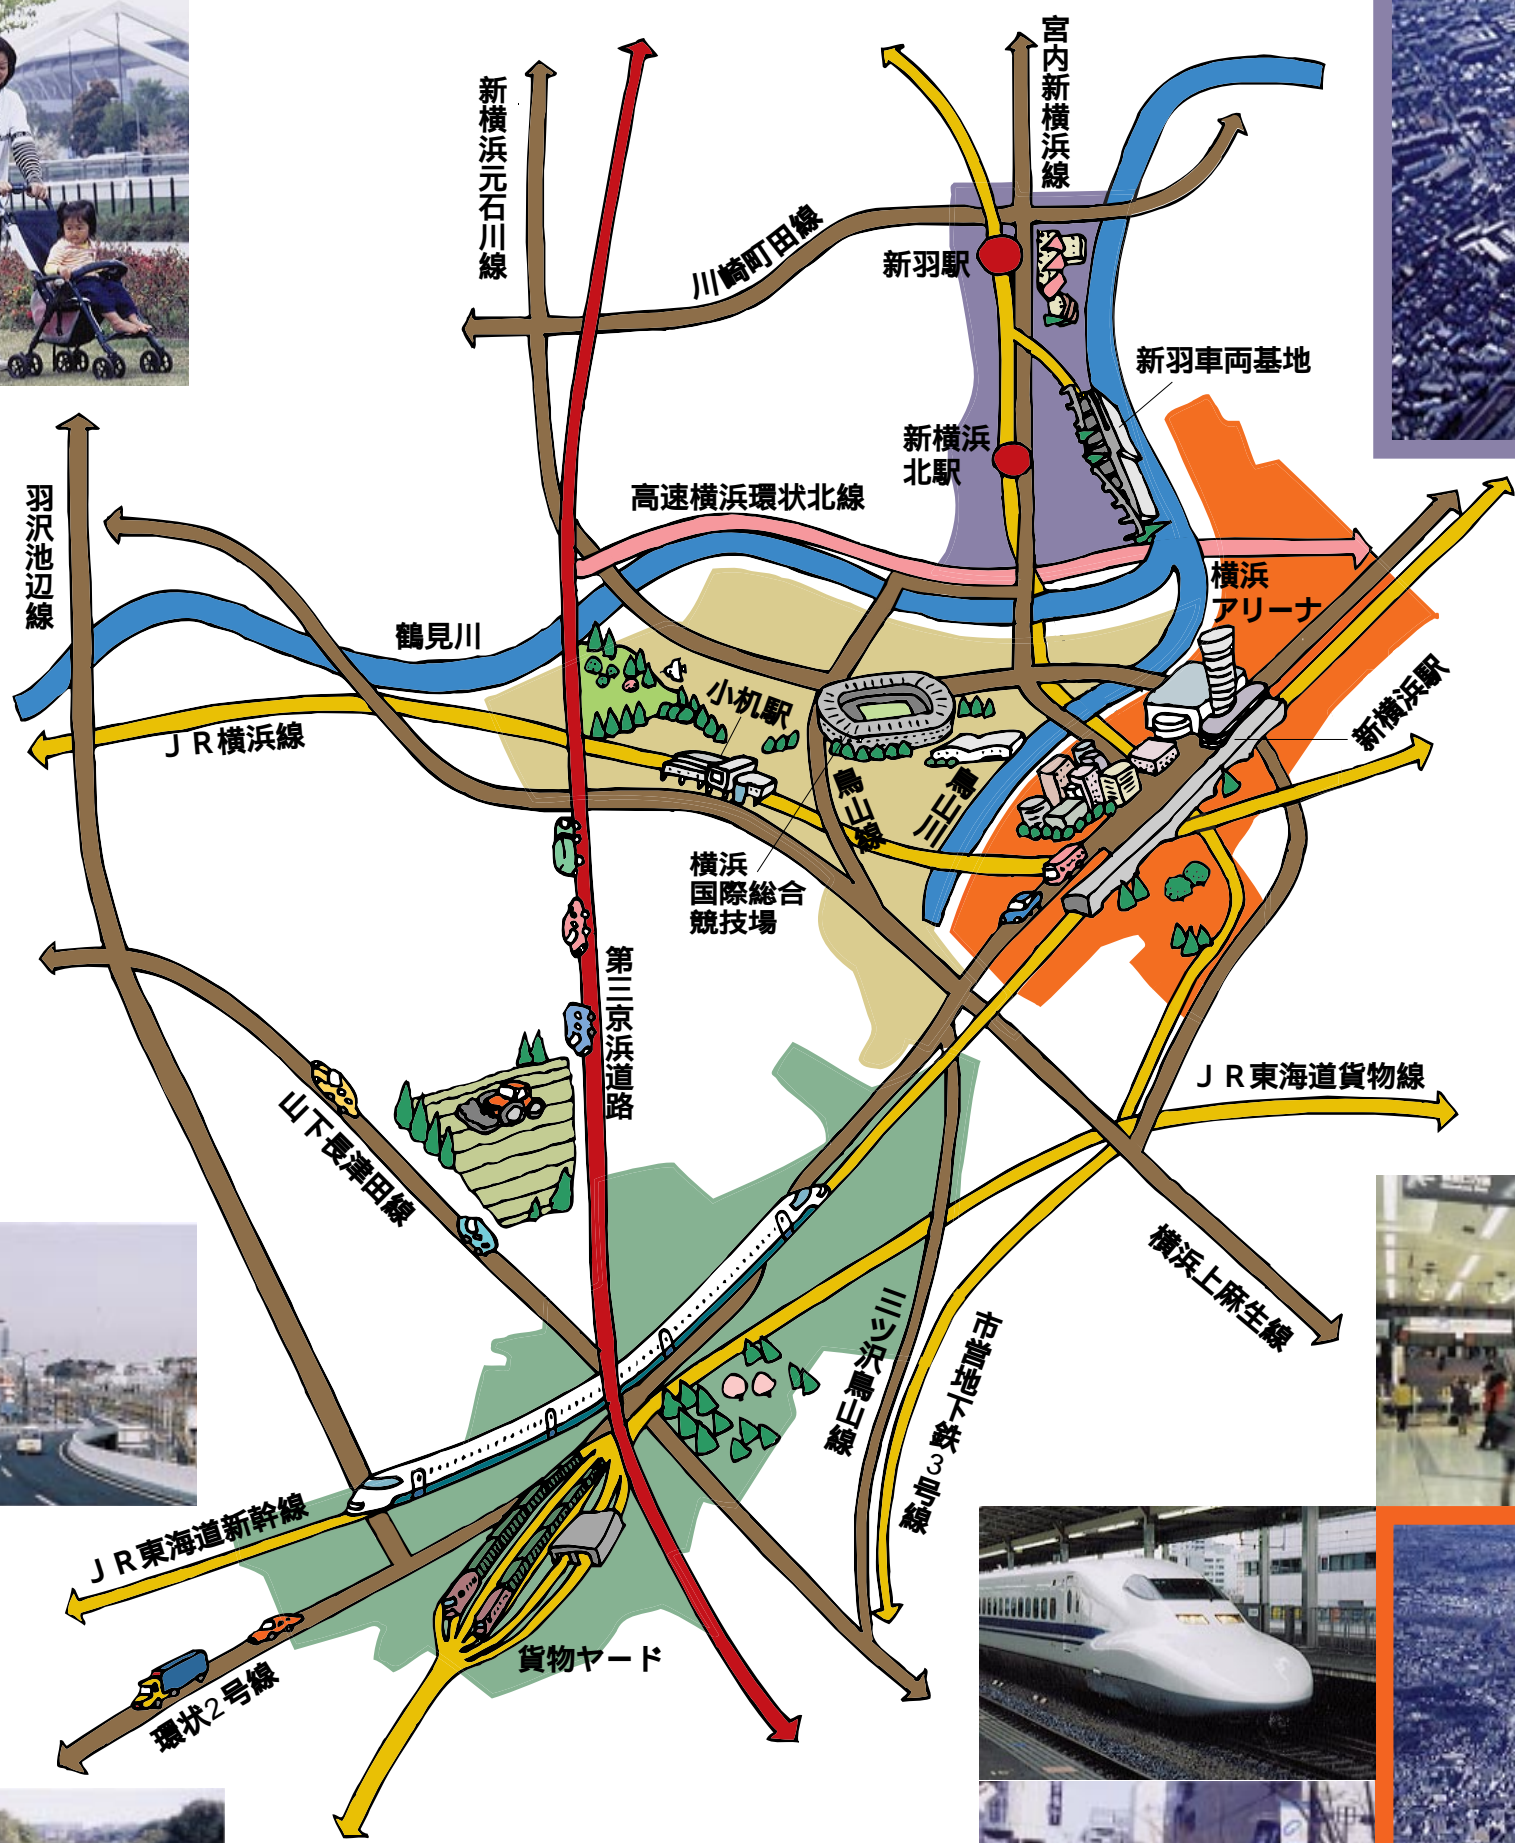 宮内新横浜線
新横浜元石川線
川崎町田線
新羽駅
新羽車両基地
新横浜
北駅
高速横浜環状北線
羽沢池辺線
横浜
アリーナ
鶴見川
小机駅
新横浜駅
JR横浜線
鳥山線
鳥山川
横浜
国際総合
競技場
第三京浜道路
JR東海道貨物線
山下長津田線
横浜上麻生線
三ツ沢鳥山線
市営地下鉄3号線
JR東海道新幹線
貨物ヤード
環状2号線